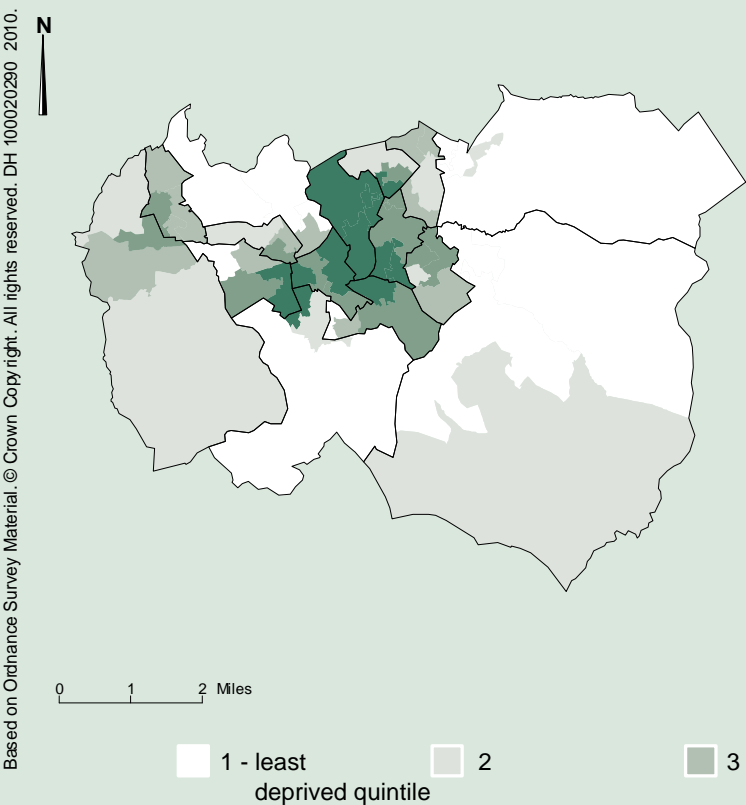 Based on Ordnance Survey Material. © Crown Copyright. All rights reserved. DH 100020290 2010.
N
0 1 2 Miles
1 - least
deprived quintile
2
3